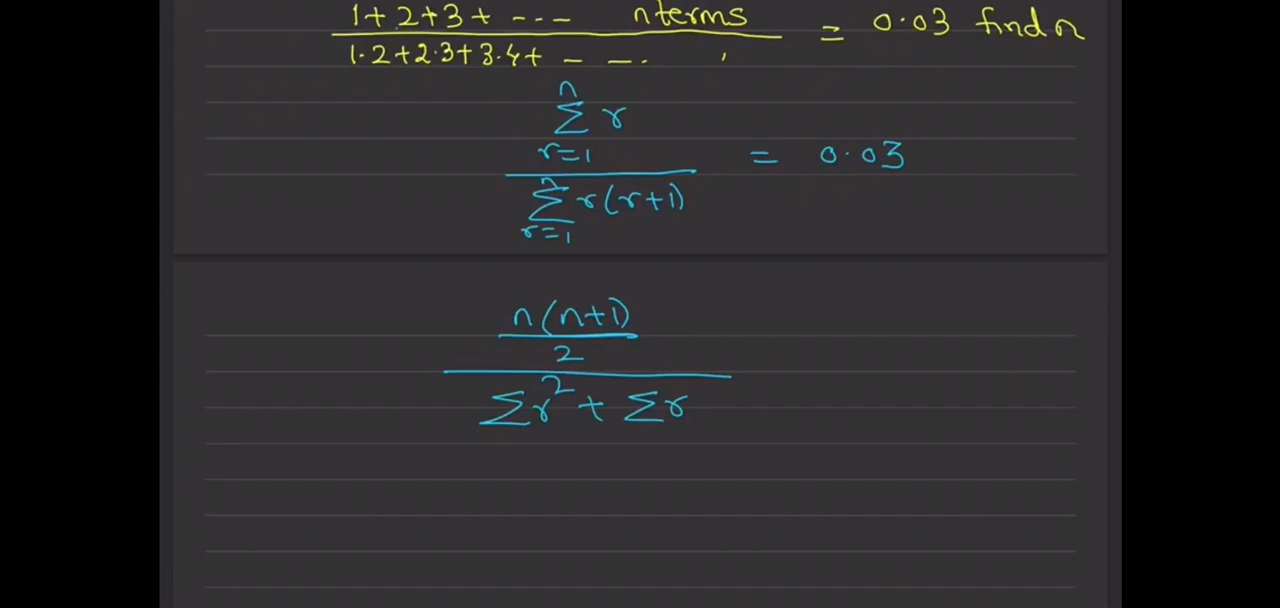 1+2+3+ ---- n terms
1.2+2.3+3.4+ - -. ,
= 0.03 find n
n
Σ r
r=1
n
Σ r(r+1)
r=1
= 0.03
n(n+1)
2
Σr² + Σr